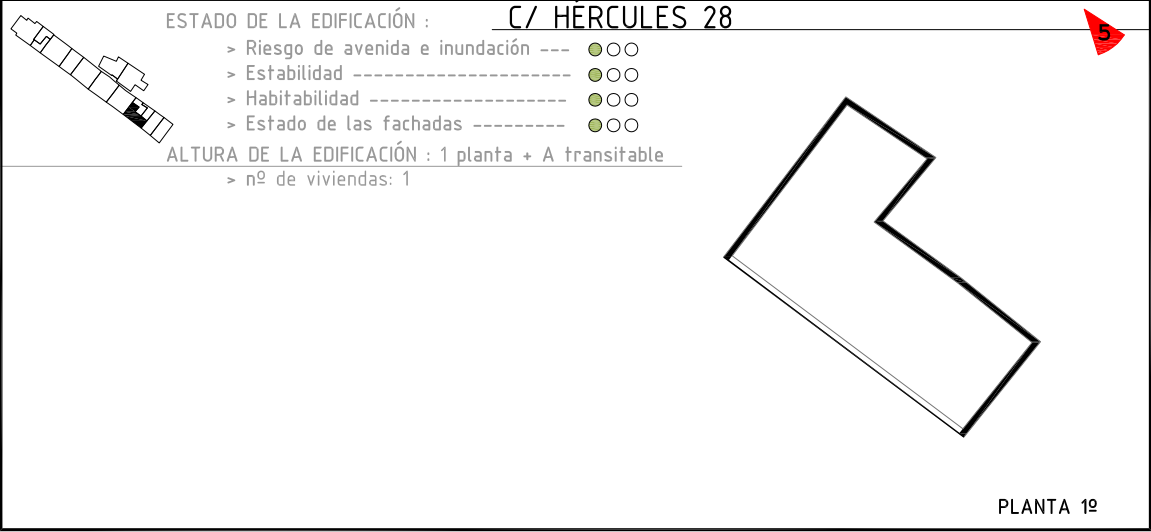 C/ HÉRCULES 28
ESTADO DE LA EDIFICACIÓN :
> Riesgo de avenida e inundación ---
> Estabilidad ---------------------
> Habitabilidad -------------------
> Estado de las fachadas ---------
ALTURA DE LA EDIFICACIÓN : 1 planta + A transitable
> nº de viviendas: 1
5
PLANTA 1º